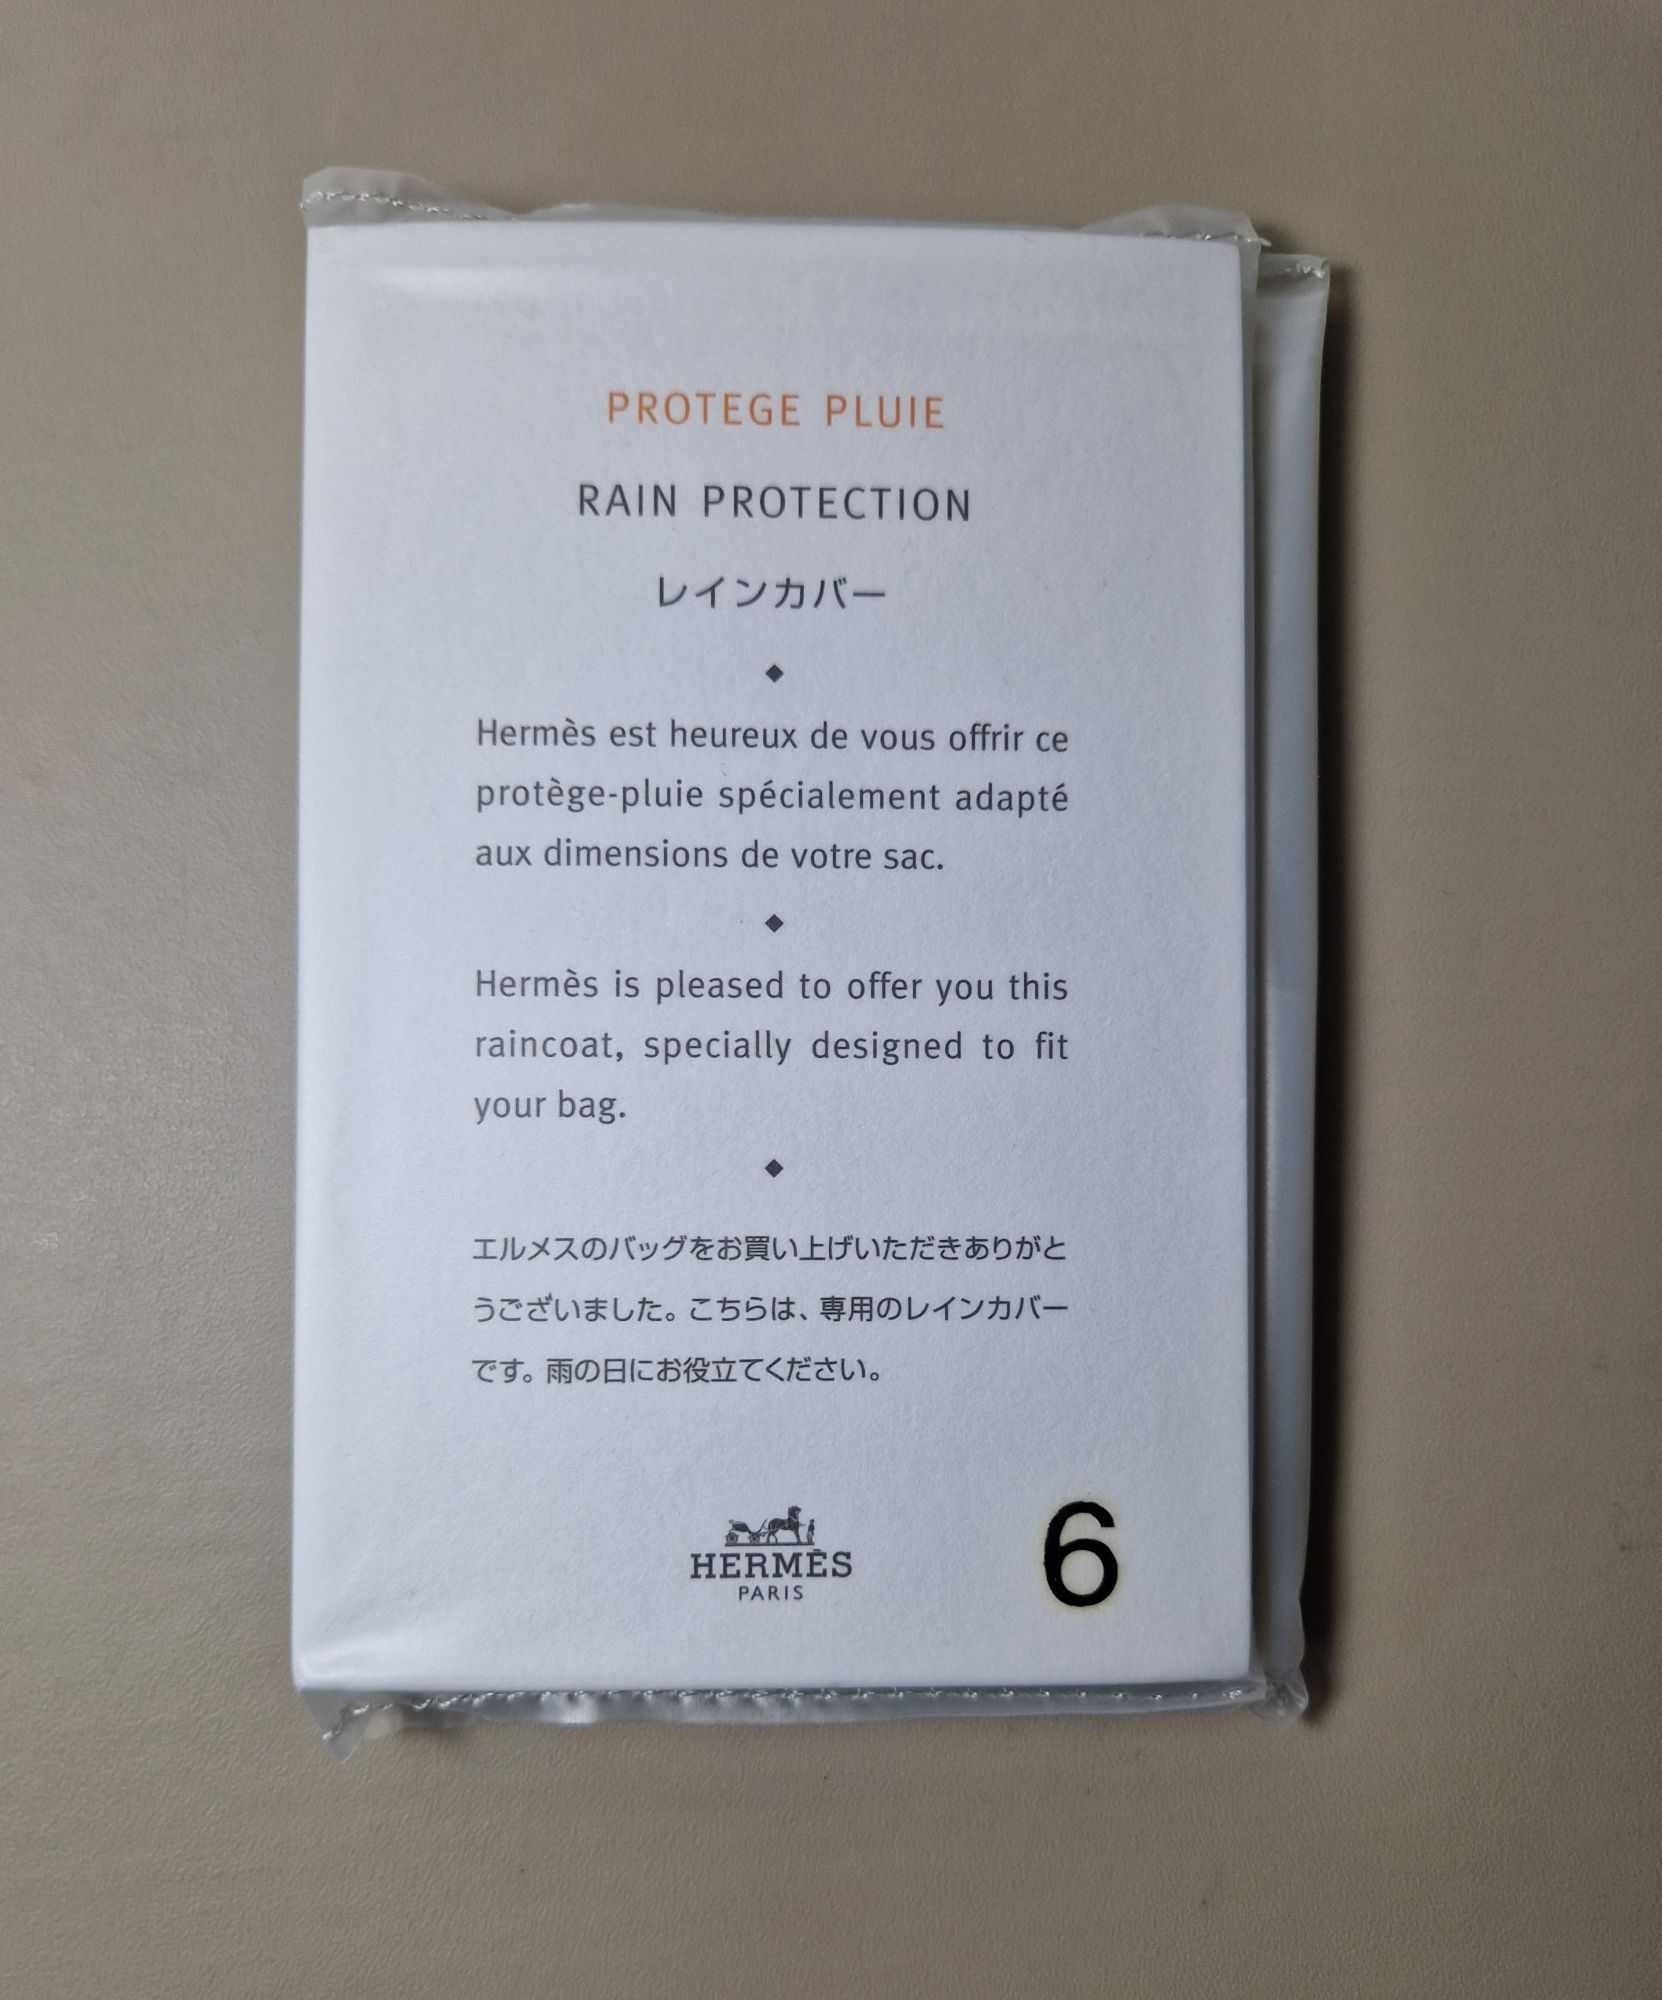 PROTEGE PLUIE
RAIN PROTECTION
レインカバー
Hermès est heureux de vous offrir ce
protège-pluie spécialement adapté
aux dimensions de votre sac.
Hermès is pleased to offer you this
raincoat, specially designed to fit
your bag.
エルメスのバッグをお買い上げいただきありがと
うございました。こちらは、専用のレインカバー
です。雨の日にお役立てください。
HERMÈS
PARIS
6